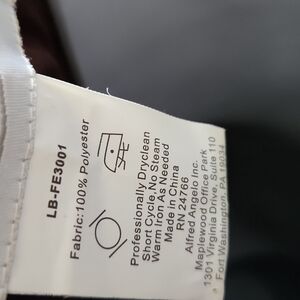 LB-FE3001
Fabric: 100% Polyester
Professionally Dryclean
Short Cycle No Steam
Warm Iron As Needed
Made in China
RN 24766
Alfred Angelo Inc.
Maplewood Office Park
1301 Virginia Drive, Suite 110
Fort Washington PA 19034